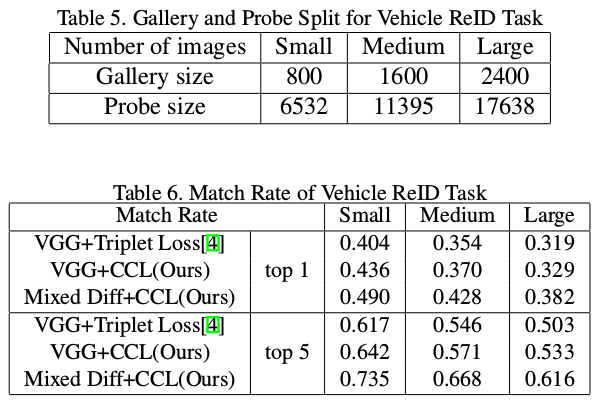 Table 5. Gallery and Probe Split for Vehicle ReID Task
Number of images Small Medium Large
Gallery size 800 1600 2400
Probe size 6532 11395 17638
Table 6. Match Rate of Vehicle ReID Task
Match Rate Small Medium Large
VGG+Triplet Loss[4] 0.404 0.354 0.319
VGG+CCL(Ours) top 1 0.436 0.370 0.329
Mixed Diff+CCL(Ours) 0.490 0.428 0.382
VGG+Triplet Loss[4] 0.617 0.546 0.503
VGG+CCL(Ours) top 5 0.642 0.571 0.533
Mixed Diff+CCL(Ours) 0.735 0.668 0.616